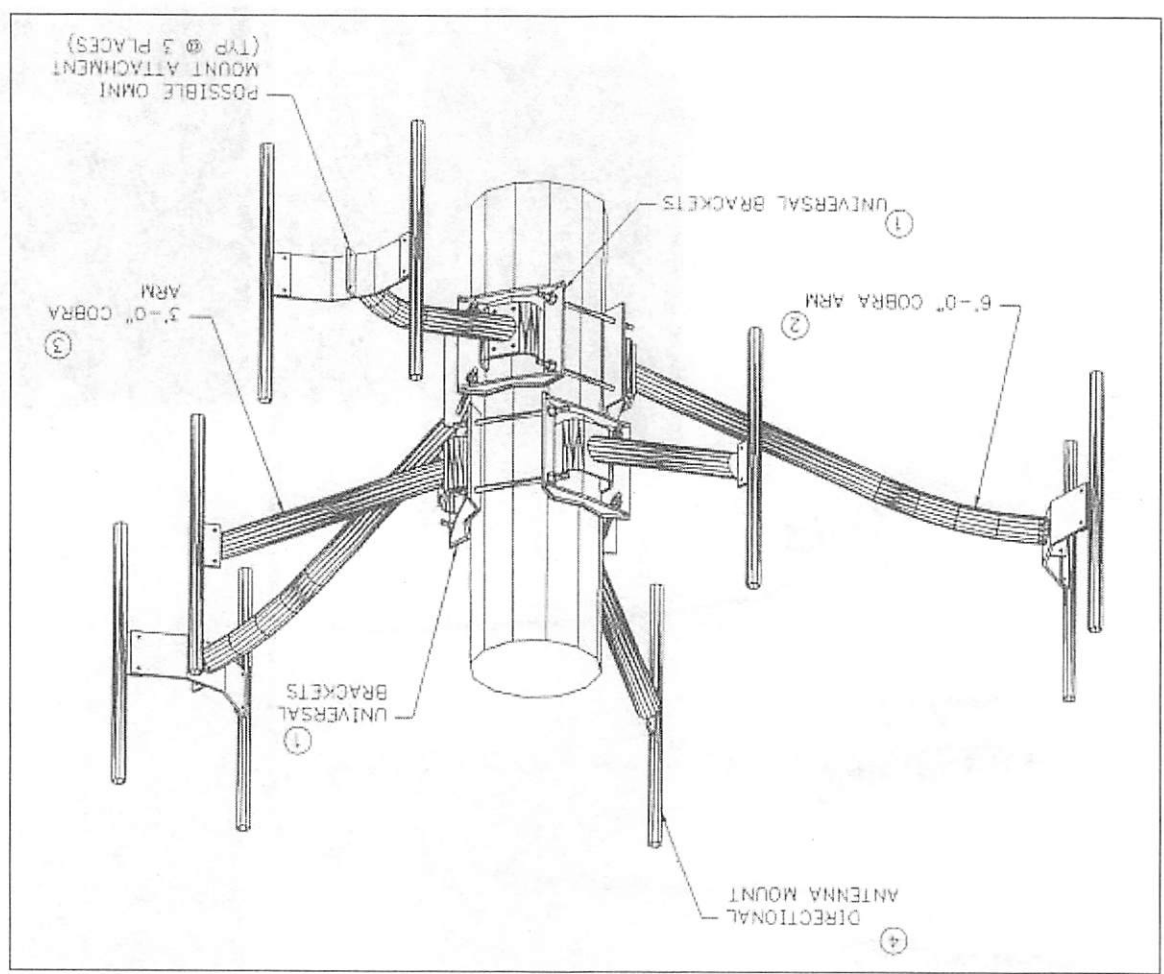 4
DIRECTIONAL
ANTENNA MOUNT
1
UNIVERSAL
BRACKETS
2
6'-0" COBRA ARM
3
3'-0" COBRA
ARM
1
UNIVERSAL BRACKETS
POSSIBLE OMNI
MOUNT ATTACHMENT
(TYP @ 3 PLACES)